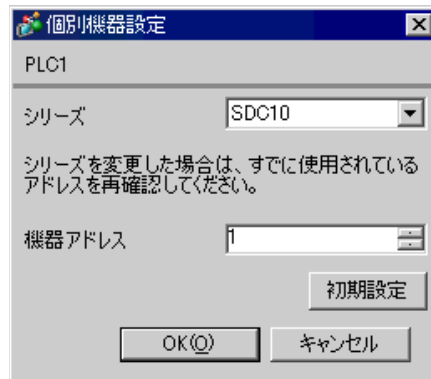 個別機器設定
PLC1
シリーズ SDC10
シリーズを変更した場合は、すでに使用されている
アドレスを再確認してください。
機器アドレス 1
初期設定
OK(O) キャンセル